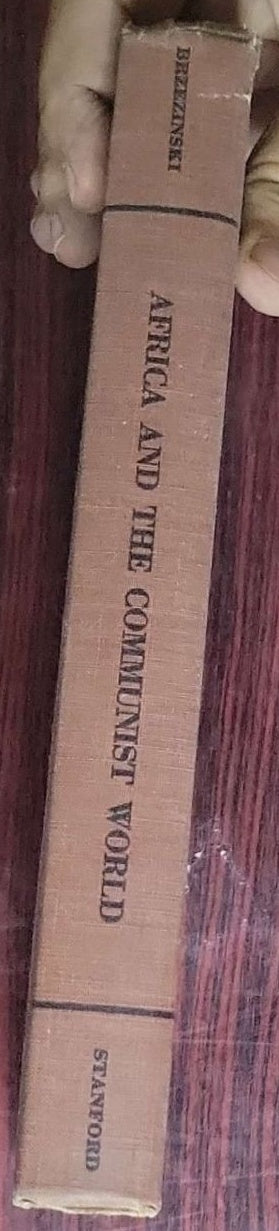 BRZEZINSKI
AFRICA AND THE COMMUNIST WORLD
STANFORD